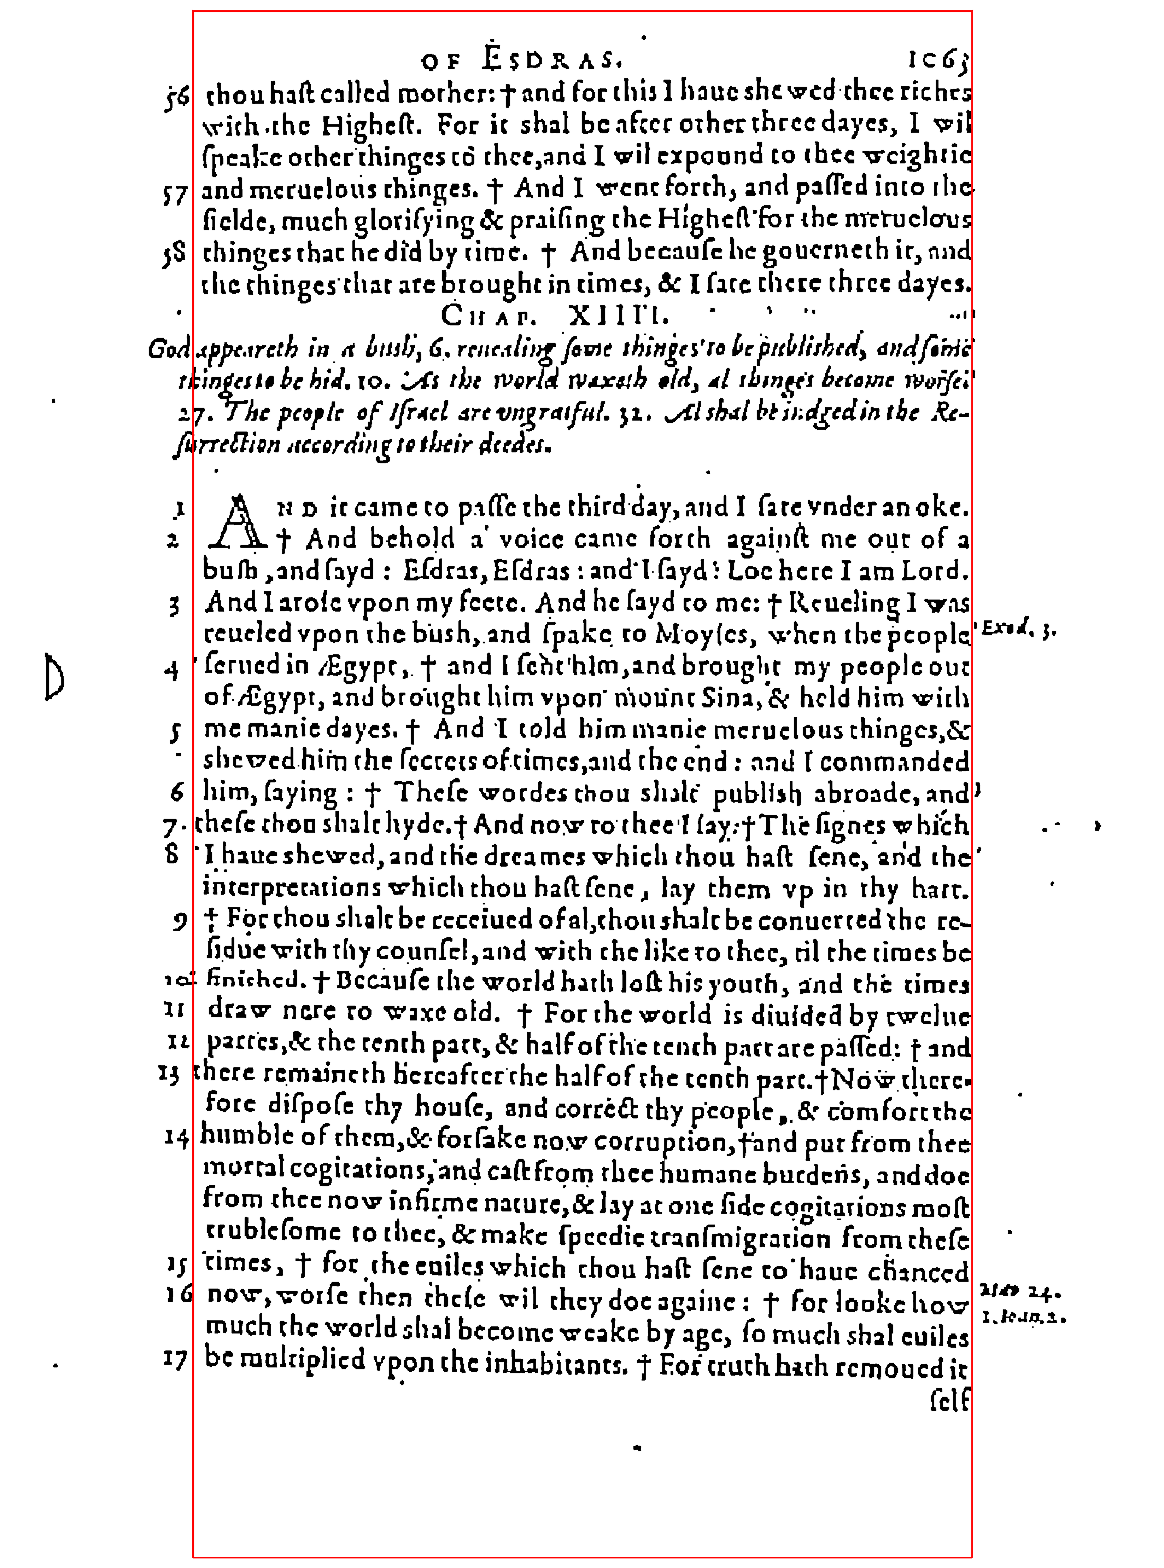 OF ESDRAS. 1063
56 thou haſt called mother: † and for this I haue shewed thee riches
with the Higheſt. For it shal be after other three dayes, I wil
ſpeake other thinges to thee, and I wil expound to thee weightie
57 and meruelous thinges. † And I went forth, and paſſed into the
fielde, much glorifying & praiſing the Higheſt for the meruelous
58 thinges that he did by time. † And becauſe he gouerneth it, and
the thinges that are brought in times, & I ſate there three dayes.
CHAP. XIIII.
God appeareth in a bush, 6. reuealing ſome thinges to be published, and ſome
thinges to be hid. 10. As the world waxeth old, al thinges become worſe.
27. The people of Iſrael are vngratful. 32. Al shal be iudged in the Re-
ſurrection according to their deedes.
1 AND it came to paſſe the third day, and I ſate vnder an oke.
2 † And behold a voice came forth againſt me out of a
bush, and ſayd: Eſdras, Eſdras: and I ſayd: Loe here I am Lord.
3 And I aroſe vpon my feete. And he ſayd to me: † Reueling I was
reueled vpon the bush, and ſpake to Moyſes, when the people Exod. 3.
4 ſerued in Ægypt, † and I ſent him, and brought my people out
of Ægypt, and brought him vpon mount Sina, & held him with
5 me manie dayes. † And I told him manie meruelous thinges, &
shewed him the ſecrets of times, and the end: and I commanded
6 him, ſaying: † Theſe wordes thou shalt publish abroade, and
7. theſe thou shalt hyde. † And now to thee I ſay: † The ſignes which
8 I haue shewed, and the dreames which thou haſt ſene, and the
interpretations which thou haſt ſene, lay them vp in thy hart.
9 † For thou shalt be receiued of al, thou shalt be conuerted the re-
ſidue with thy counſel, and with the like to thee, til the times be
10 finished. † Becauſe the world hath loſt his youth, and the times
11 draw nere to waxe old. † For the world is diuided by twelue
12 partes, & the tenth part, & half of the tenth part are paſſed: † and
13 there remaineth hereafter the half of the tenth part. † Now there-
fore diſpoſe thy houſe, and correct thy people, & comfort the
14 humble of them, & forſake now corruption, † and put from thee
mortal cogitations, and caſt from thee humane burdens, and doe
from thee now infirme nature, & lay at one ſide cogitations moſt
trubleſome to thee, & make ſpeedie tranſmigration from theſe
15 times, † for the euiles which thou haſt ſene to haue chanced
16 now, worſe then theſe wil they doe againe: † for looke how Mat. 24.
much the world shal become weake by age, ſo much shal euiles 1. Ioan. 2.
17 be multiplied vpon the inhabitants. † For truth hath remoued it
ſelf
D